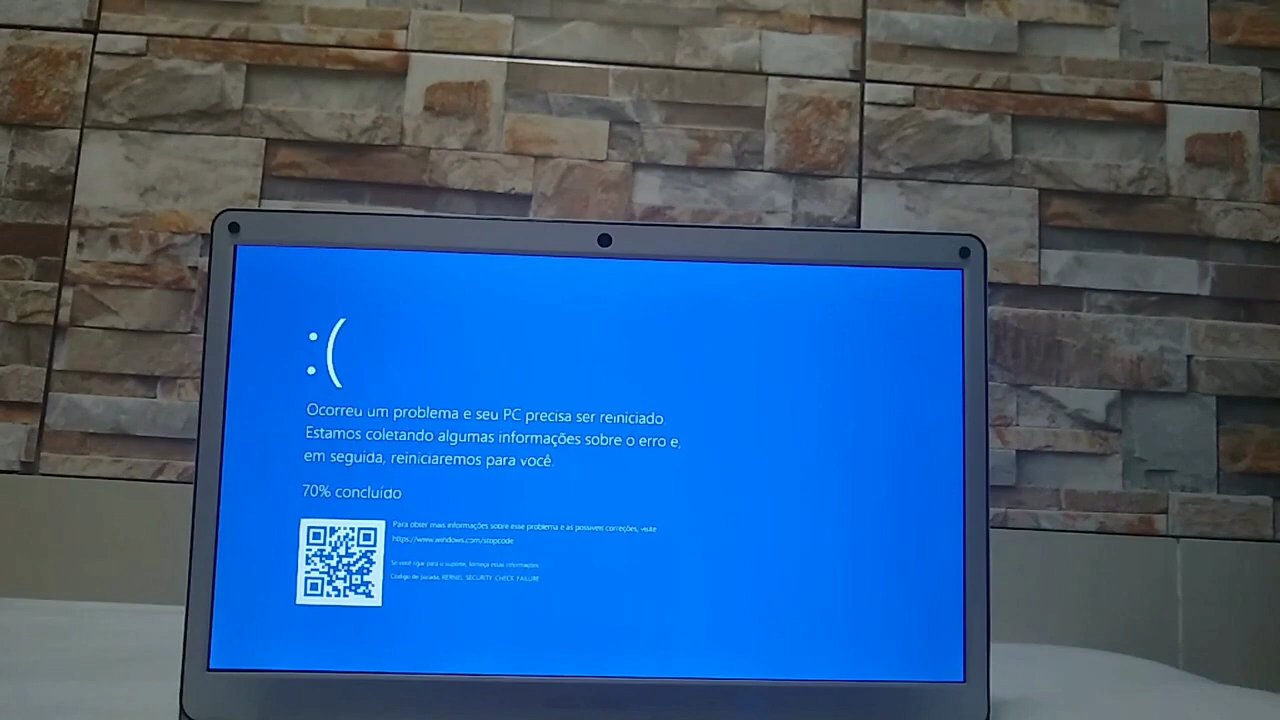 :(
Ocorreu um problema e seu PC precisa ser reiniciado.
Estamos coletando algumas informações sobre o erro e,
em seguida, reiniciaremos para você.
70% concluído
Para obter mais informações sobre esse problema e as possíveis correções, visite
https://www.windows.com/stopcode
Se você ligar para o suporte, forneça estas informações
Código de parada: KERNEL SECURITY CHECK FAILURE